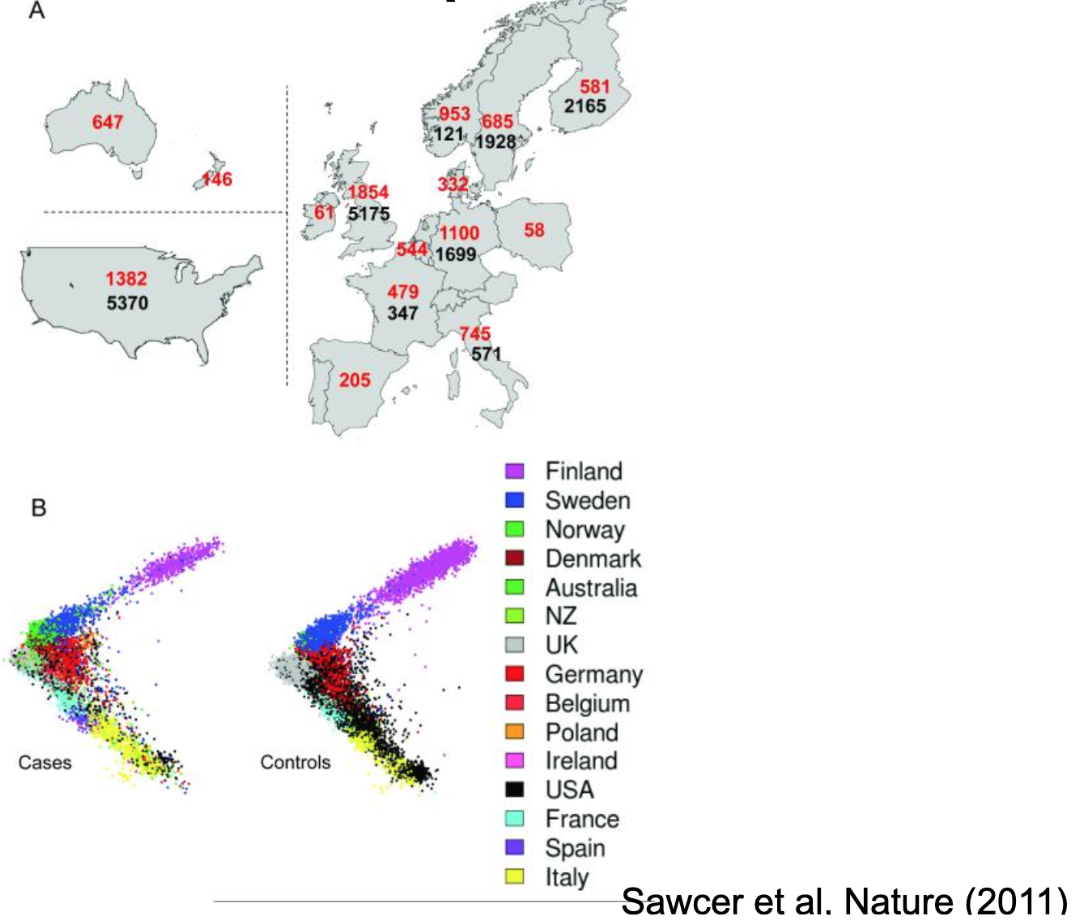 A
647
146
1382
5370
581
2165
953
121
685
1928
332
1854
5175
61
1100
1699
58
544
479
347
745
571
205
B
Cases
Controls
Finland
Sweden
Norway
Denmark
Australia
NZ
UK
Germany
Belgium
Poland
Ireland
USA
France
Spain
Italy
Sawcer et al, Nature (2011)